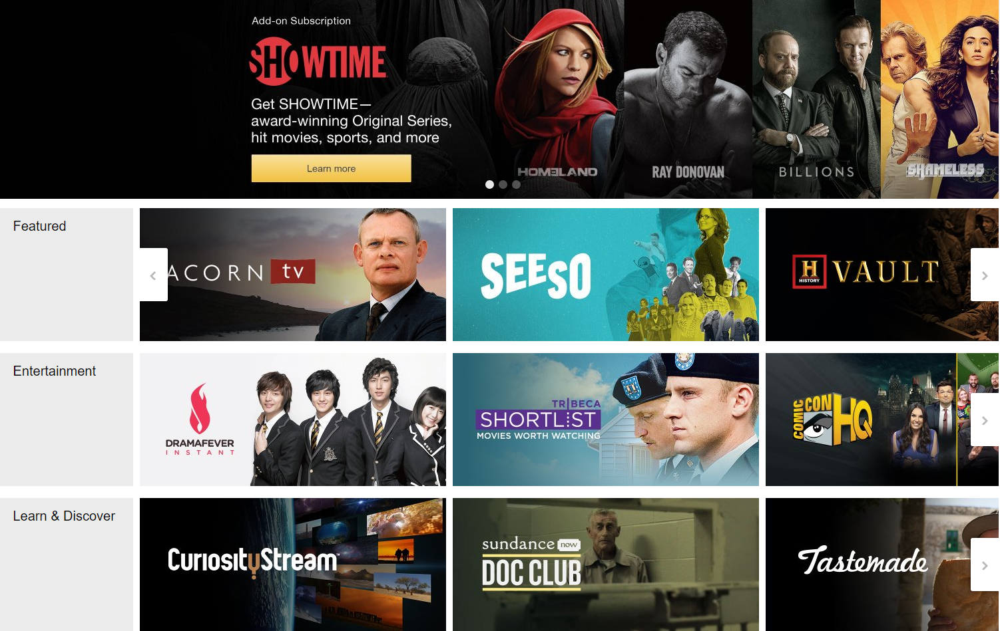 Add-on Subscription
SHOWTIME
Get SHOWTIME—
award-winning Original Series,
hit movies, sports, and more
Learn more
HOMELAND
RAY DONOVAN
BILLIONS
SHAMELESS
Featured
ACORN tv
SEESO
H
HISTORY
VAULT
Entertainment
DRAMAFEVER
INSTANT
TRIBECA
SHORTLIST
MOVIES WORTH WATCHING
COMIC CON HQ
Learn & Discover
CuriosityStream
sundance now
DOC CLUB
Tastemade